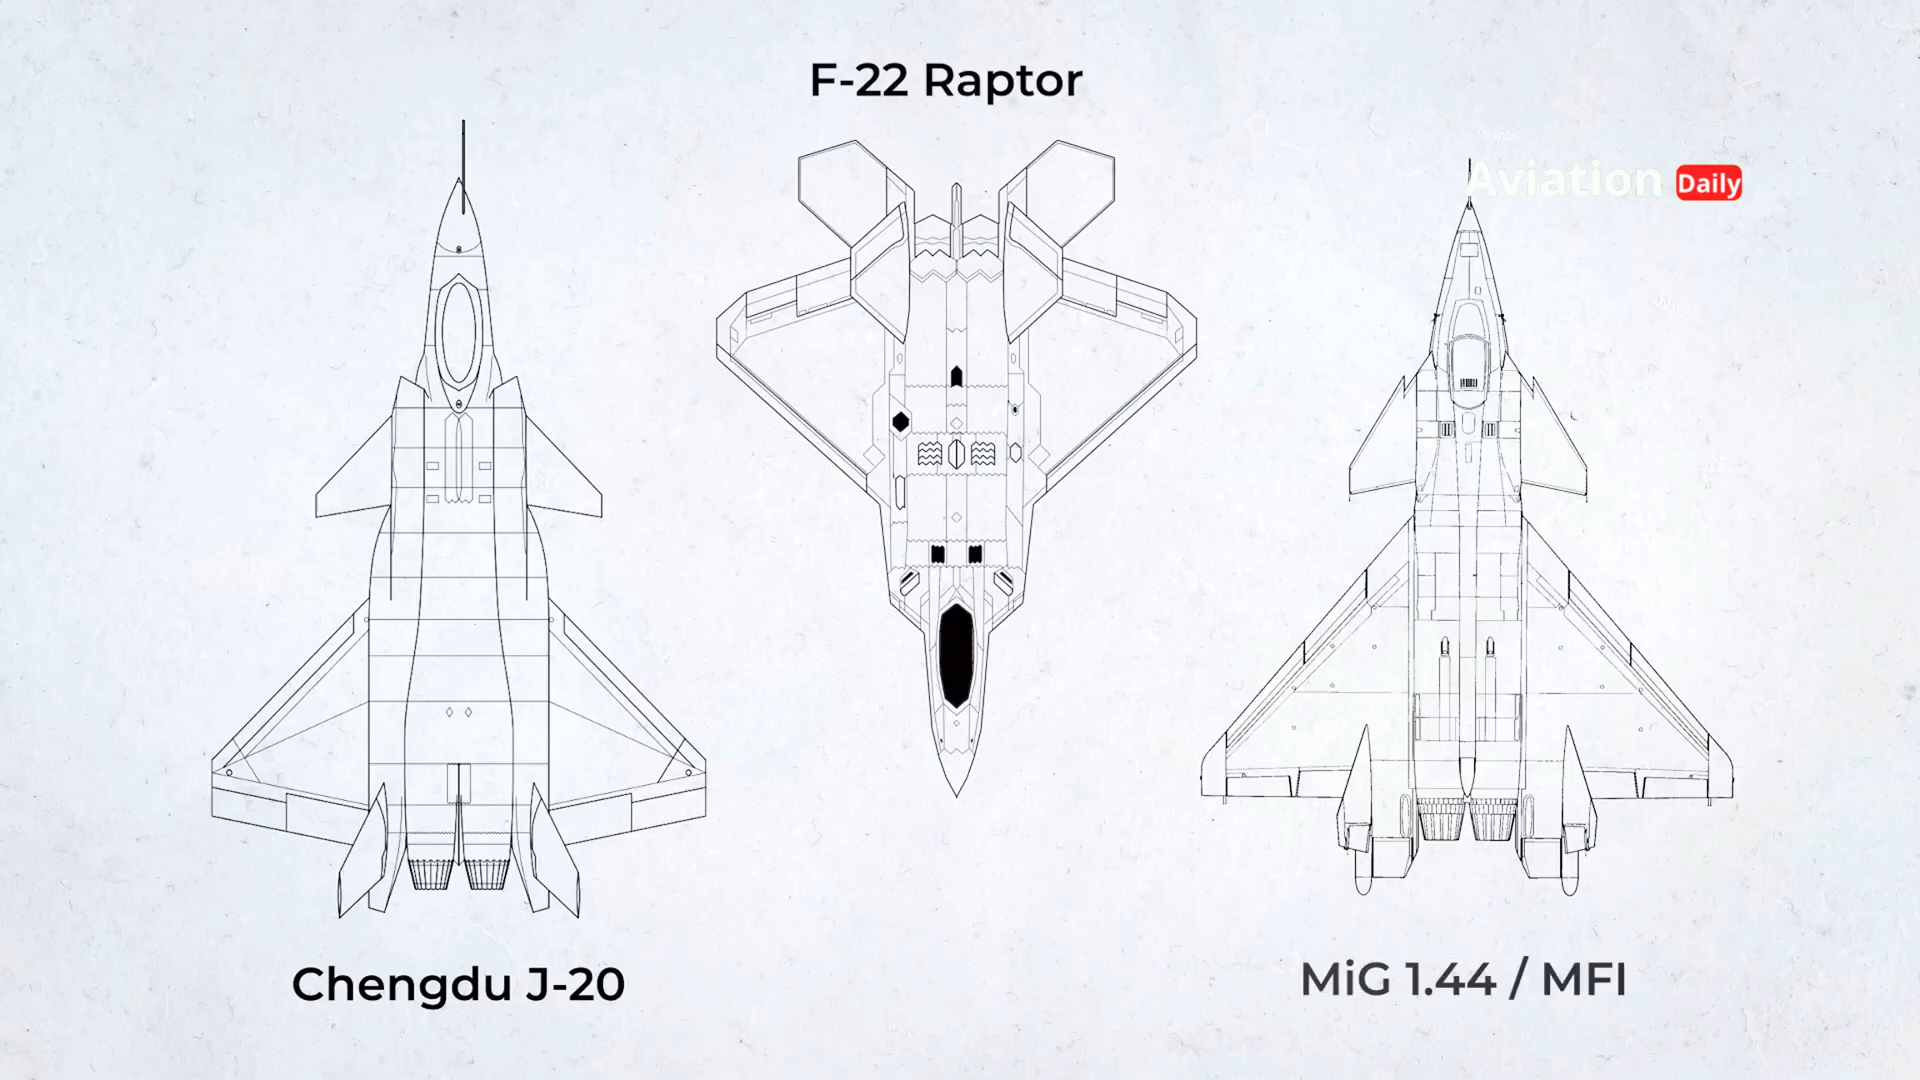 F-22 Raptor
Aviation Daily
Chengdu J-20
MiG 1.44 / MFI